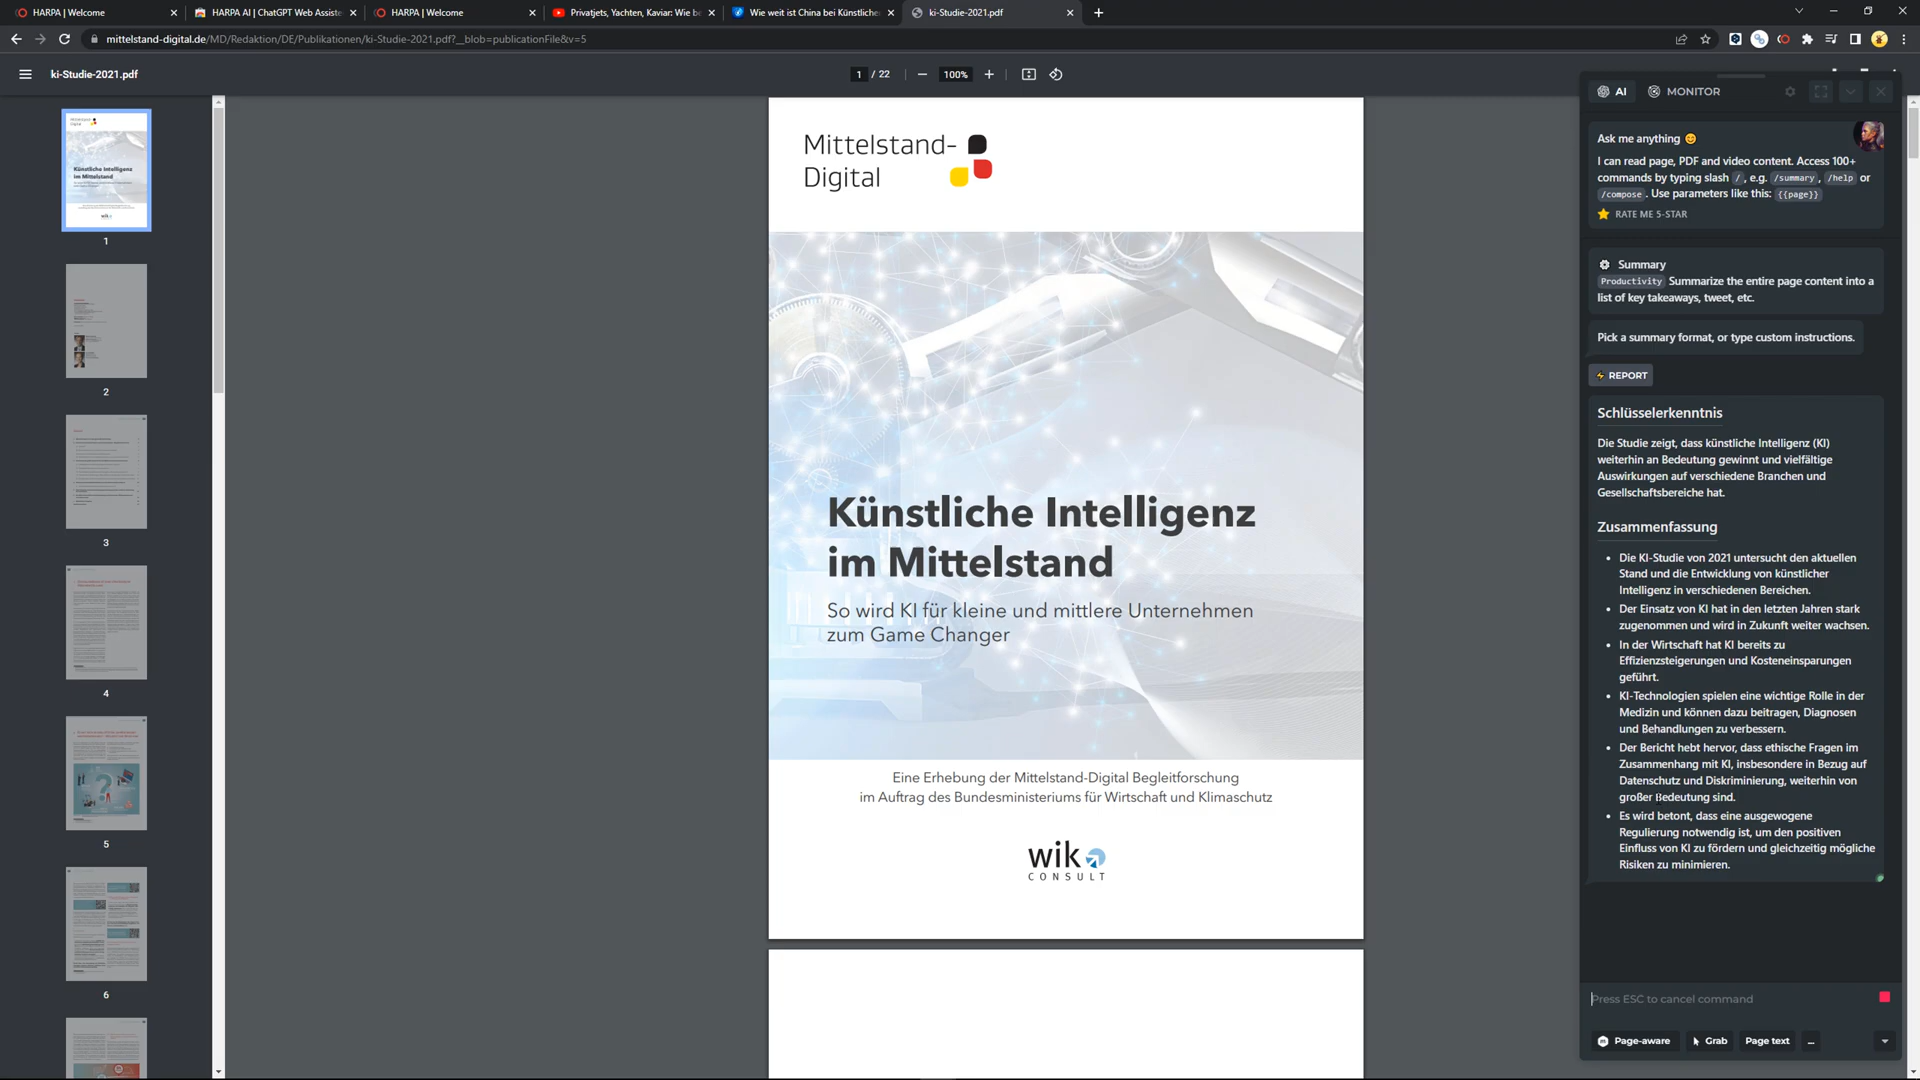 HARPA | Welcome
HARPA AI | ChatGPT Web Assiste
HARPA | Welcome
Privatjets, Yachten, Kaviar: Wie be
Wie weit ist China bei Künstlicher
ki-Studie-2021.pdf
mittelstand-digital.de/MD/Redaktion/DE/Publikationen/ki-Studie-2021.pdf?__blob=publicationFile&v=5
ki-Studie-2021.pdf
1 / 22
100%
1
2
3
4
5
6
Mittelstand-
Digital
Künstliche Intelligenz
im Mittelstand
So wird KI für kleine und mittlere Unternehmen
zum Game Changer
Eine Erhebung der Mittelstand-Digital Begleitforschung
im Auftrag des Bundesministeriums für Wirtschaft und Klimaschutz
wik
CONSULT
AI
MONITOR
Ask me anything 😊
I can read page, PDF and video content. Access 100+
commands by typing slash /, e.g. /summary, /help or
/compose. Use parameters like this: {{page}}
RATE ME 5-STAR
Summary
Productivity Summarize the entire page content into a
list of key takeaways, tweet, etc.
Pick a summary format, or type custom instructions.
REPORT
Schlüsselerkenntnis
Die Studie zeigt, dass künstliche Intelligenz (KI)
weiterhin an Bedeutung gewinnt und vielfältige
Auswirkungen auf verschiedene Branchen und
Gesellschaftsbereiche hat.
Zusammenfassung
• Die KI-Studie von 2021 untersucht den aktuellen
Stand und die Entwicklung von künstlicher
Intelligenz in verschiedenen Bereichen.
• Der Einsatz von KI hat in den letzten Jahren stark
zugenommen und wird in Zukunft weiter wachsen.
• In der Wirtschaft hat KI bereits zu
Effizienzsteigerungen und Kosteneinsparungen
geführt.
• KI-Technologien spielen eine wichtige Rolle in der
Medizin und können dazu beitragen, Diagnosen
und Behandlungen zu verbessern.
• Der Bericht hebt hervor, dass ethische Fragen im
Zusammenhang mit KI, insbesondere in Bezug auf
Datenschutz und Diskriminierung, weiterhin von
großer Bedeutung sind.
• Es wird betont, dass eine ausgewogene
Regulierung notwendig ist, um den positiven
Einfluss von KI zu fördern und gleichzeitig mögliche
Risiken zu minimieren.
Press ESC to cancel command
Page-aware
Grab
Page text
...